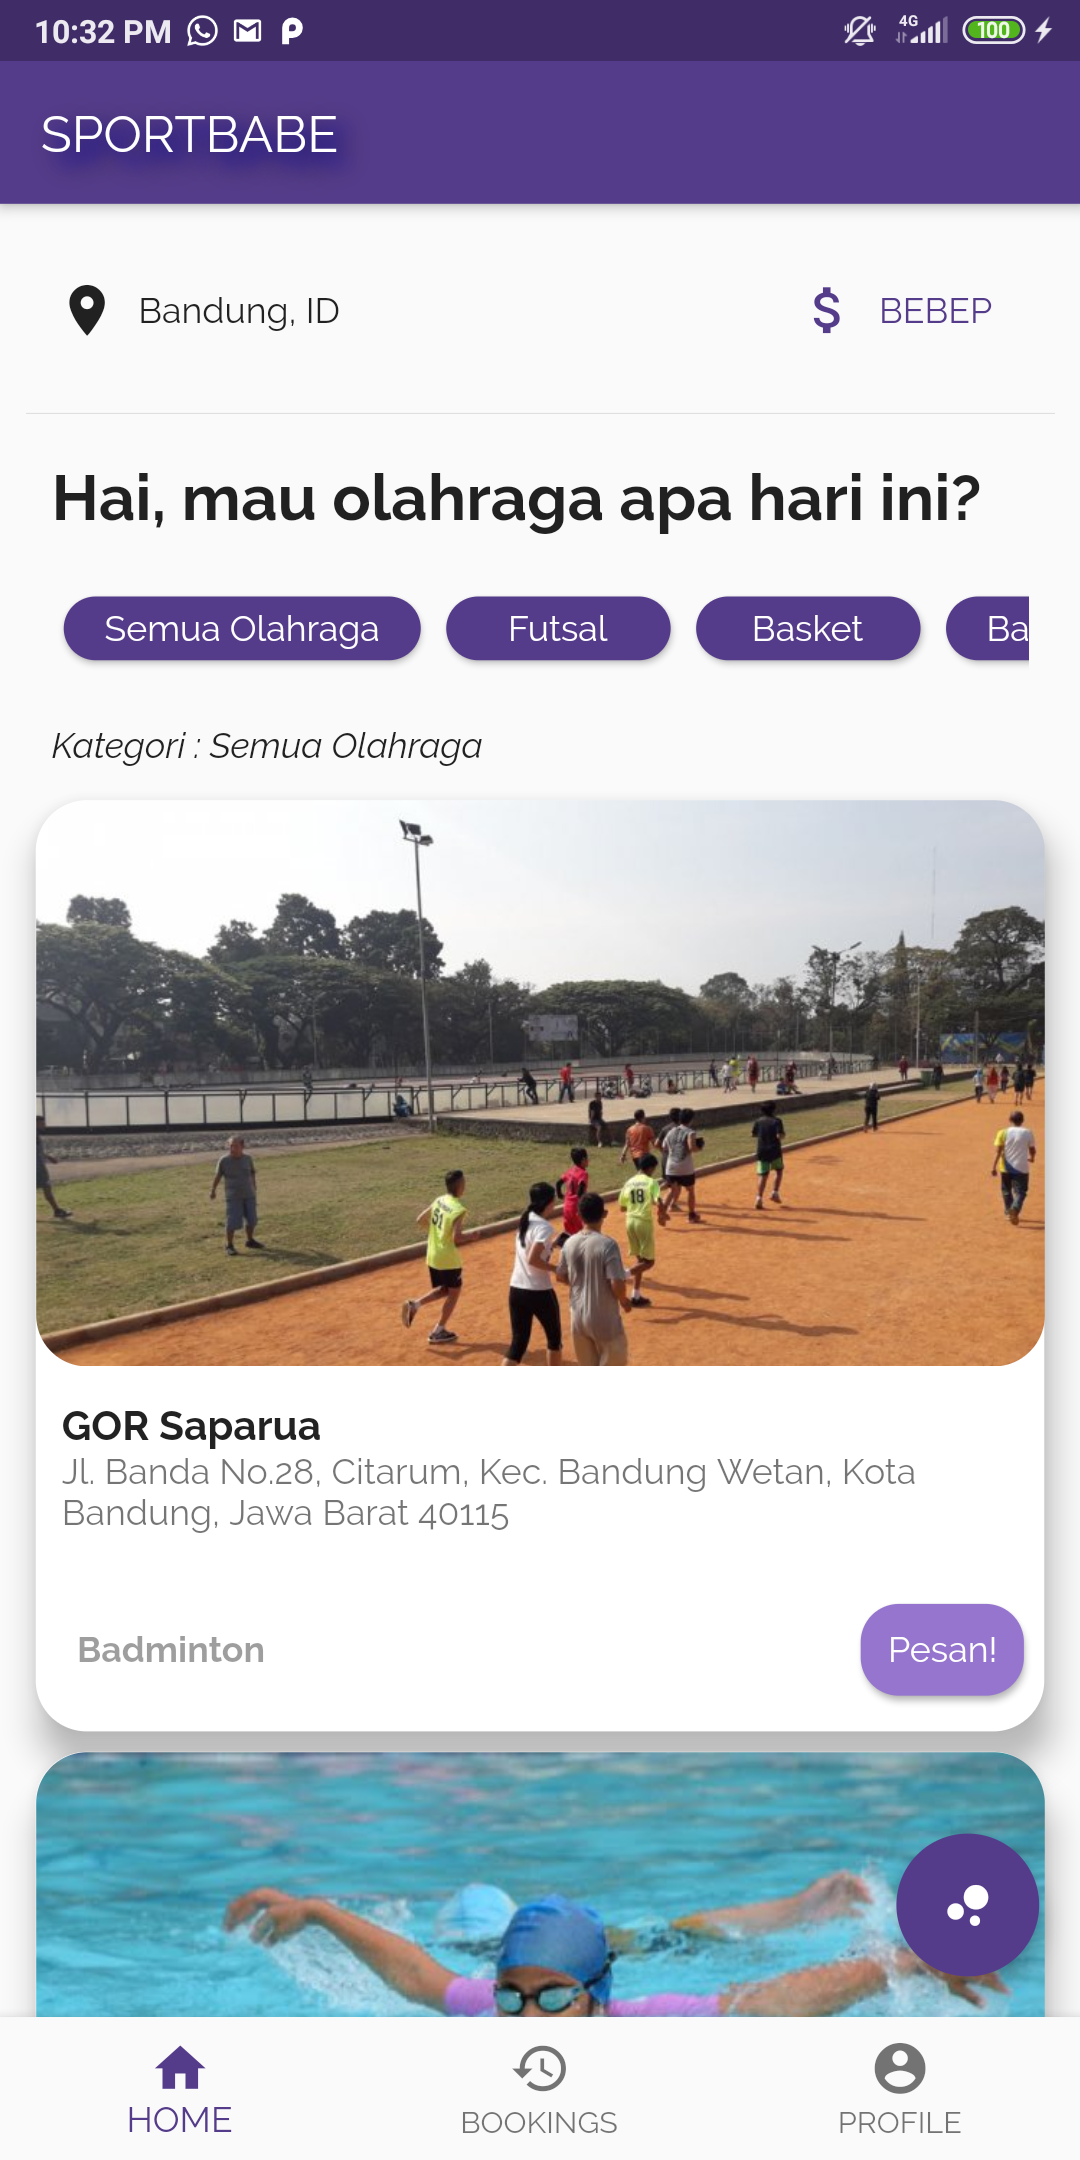 10:32 PM
4G
100
SPORTBABE
Bandung, ID
BEBEP
Hai, mau olahraga apa hari ini?
Semua Olahraga
Futsal
Basket
Ba
Kategori : Semua Olahraga
51
18
GOR Saparua
Jl. Banda No.28, Citarum, Kec. Bandung Wetan, Kota
Bandung, Jawa Barat 40115
Badminton
Pesan!
HOME
BOOKINGS
PROFILE